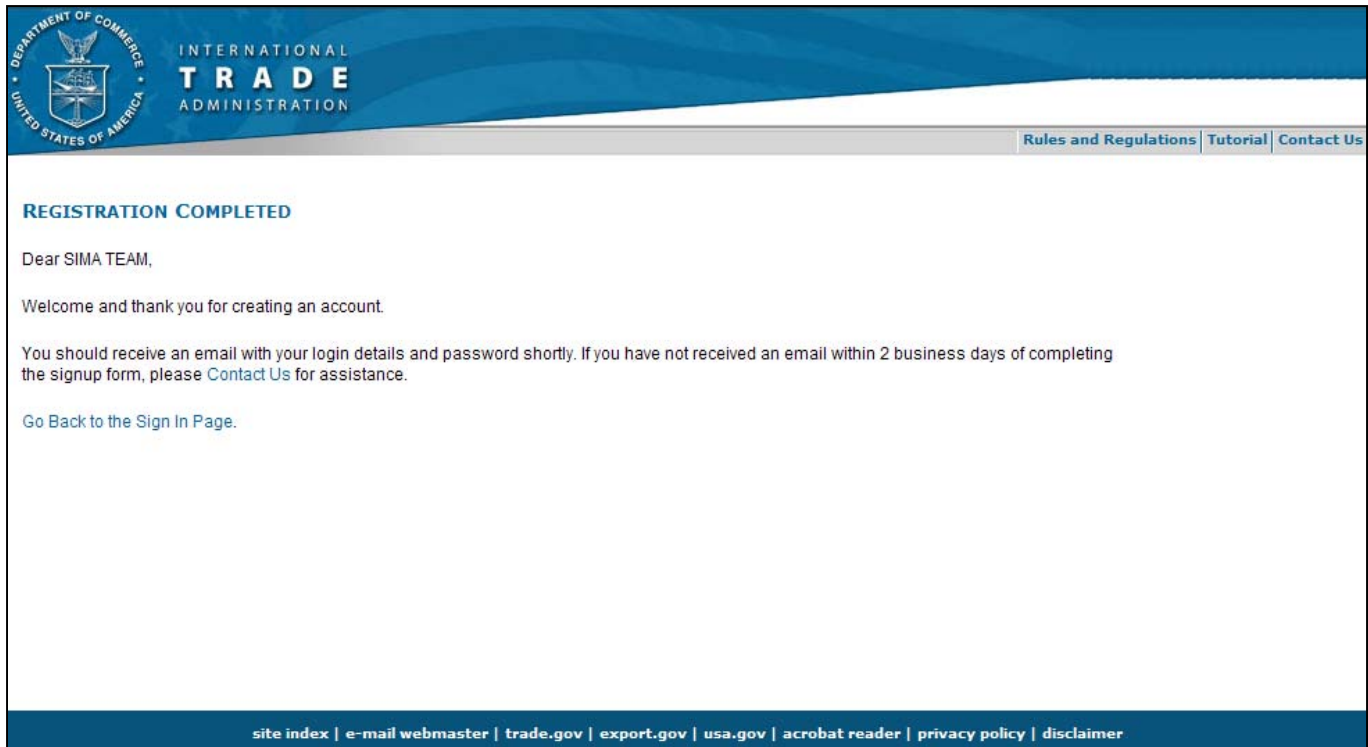 DEPARTMENT OF COMMERCE
UNITED STATES OF AMERICA
INTERNATIONAL
TRADE
ADMINISTRATION
Rules and Regulations | Tutorial | Contact Us
REGISTRATION COMPLETED
Dear SIMA TEAM,
Welcome and thank you for creating an account.
You should receive an email with your login details and password shortly. If you have not received an email within 2 business days of completing
the signup form, please Contact Us for assistance.
Go Back to the Sign In Page.
site index | e-mail webmaster | trade.gov | export.gov | usa.gov | acrobat reader | privacy policy | disclaimer